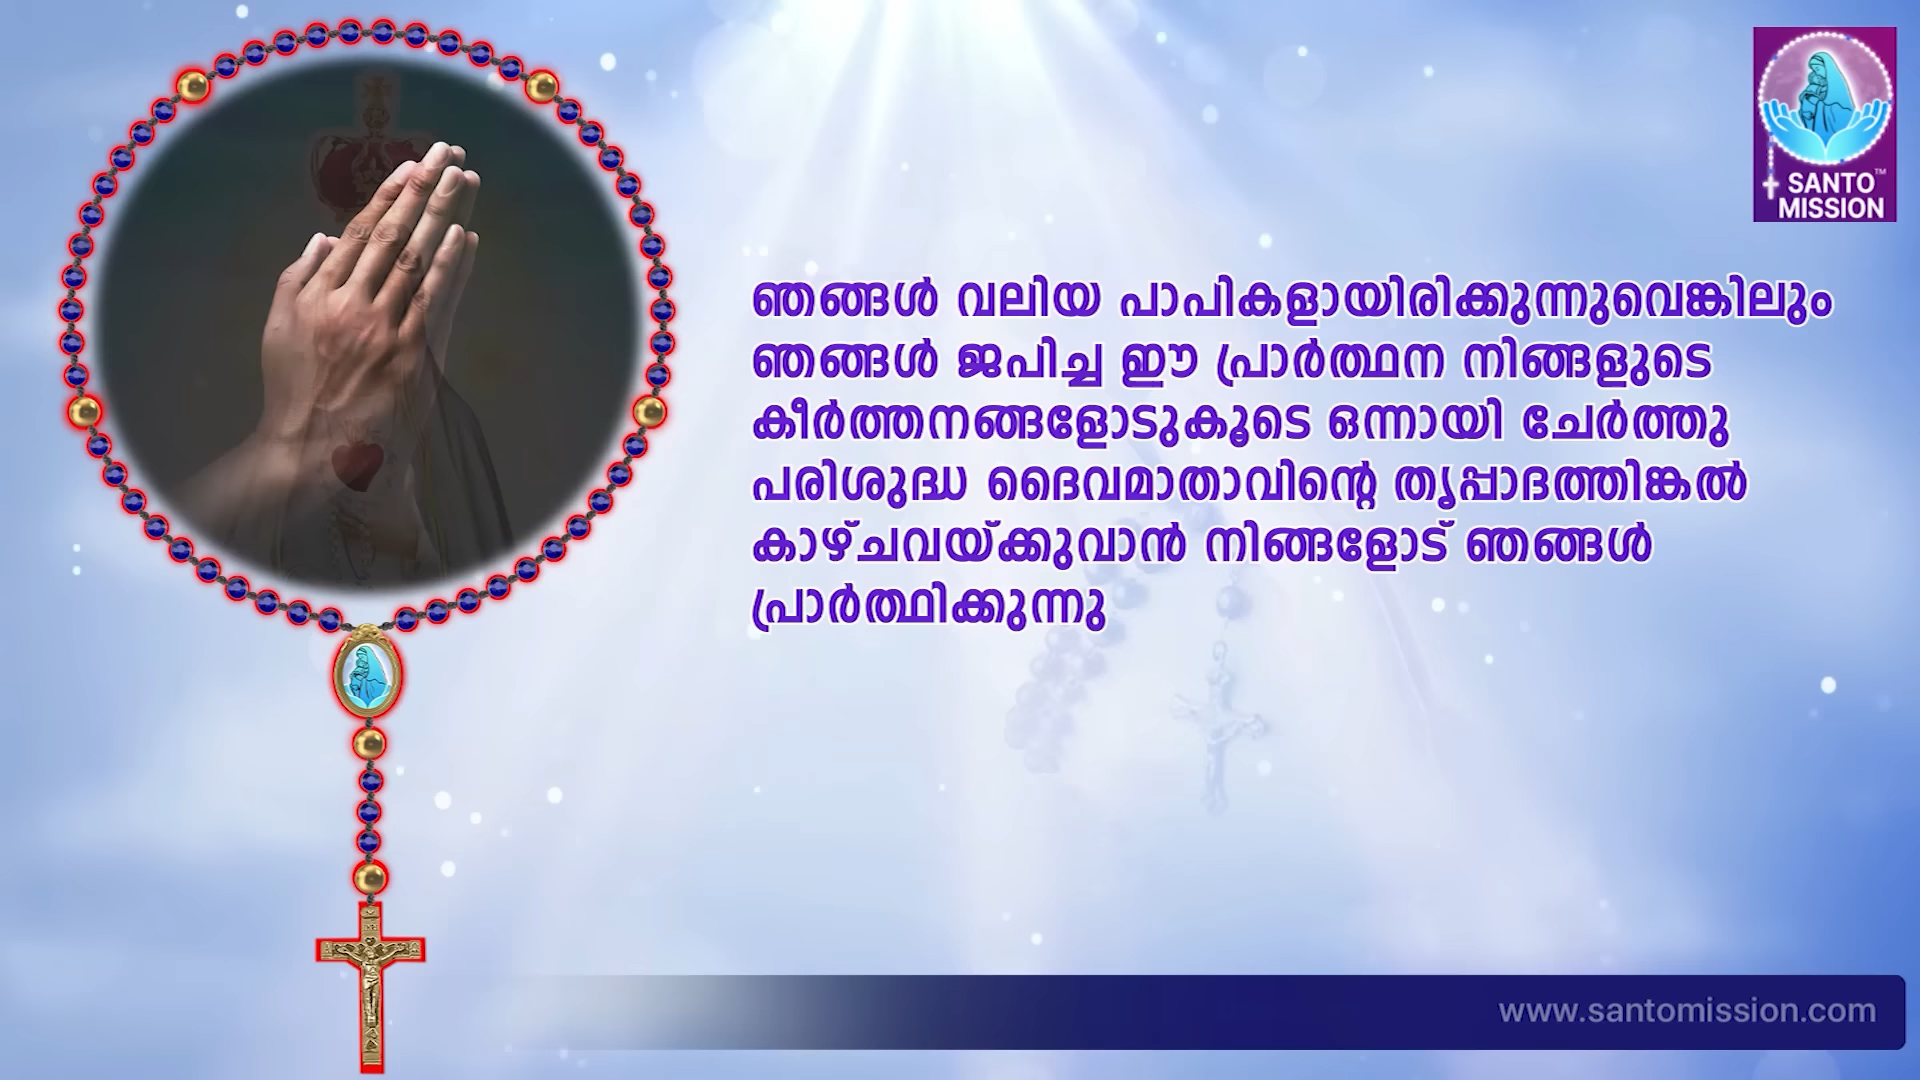 SANTO™
MISSION
ഞങ്ങൾ വലിയ പാപികളായിരിക്കുന്നുവെങ്കിലും
ഞങ്ങൾ ജപിച്ച ഈ പ്രാർത്ഥന നിങ്ങളുടെ
കീർത്തനങ്ങളോടുകൂടെ ഒന്നായി ചേർത്തു
പരിശുദ്ധ ദൈവമാതാവിന്റെ തൃപ്പാദത്തിങ്കൽ
കാഴ്ചവയ്ക്കുവാൻ നിങ്ങളോട് ഞങ്ങൾ
പ്രാർത്ഥിക്കുന്നു
www.santomission.com